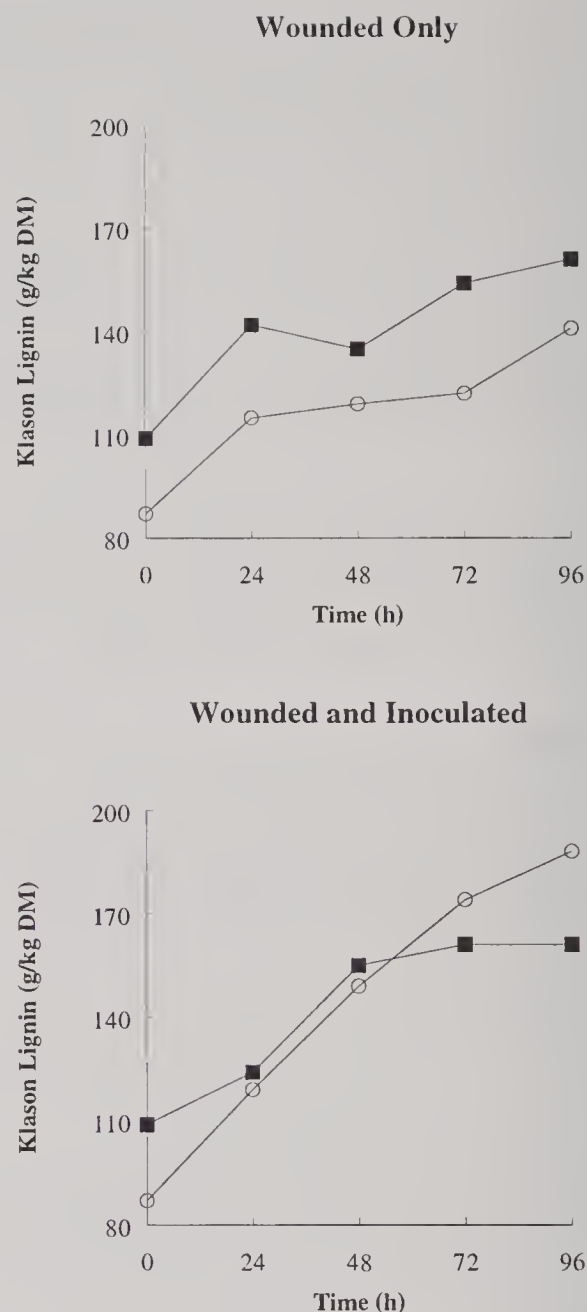 Wounded Only
200
170
140
110
80
Klason Lignin (g/kg DM)
0 24 48 72 96
Time (h)
Wounded and Inoculated
200
170
140
110
80
Klason Lignin (g/kg DM)
0 24 48 72 96
Time (h)